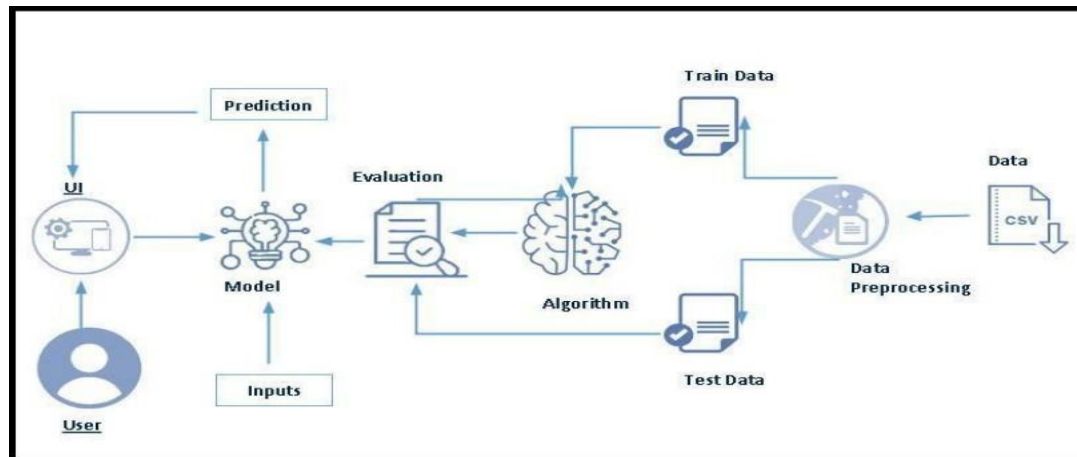 Train Data
Prediction
Data
Evaluation
UI
CSV
Model
Algorithm
Data
Preprocessing
Inputs
Test Data
User